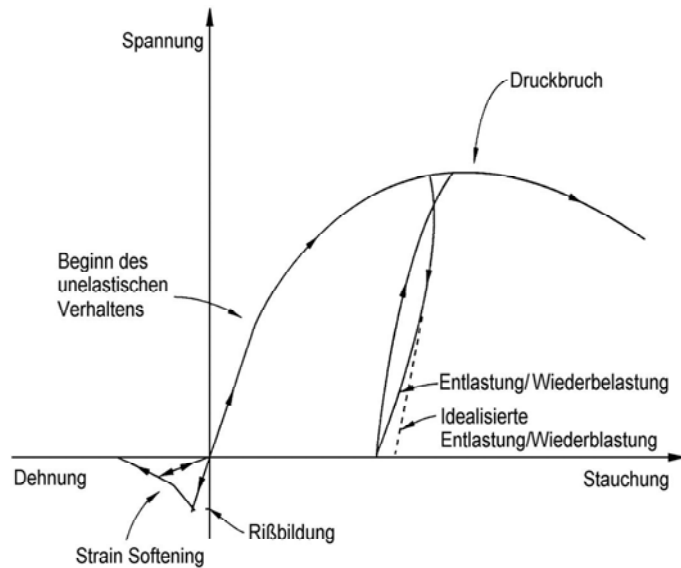 Spannung
Druckbruch
Beginn des
unelastischen
Verhaltens
Entlastung/Wiederbelastung
Idealisierte
Entlastung/Wiederblastung
Dehnung
Stauchung
Rißbildung
Strain Softening